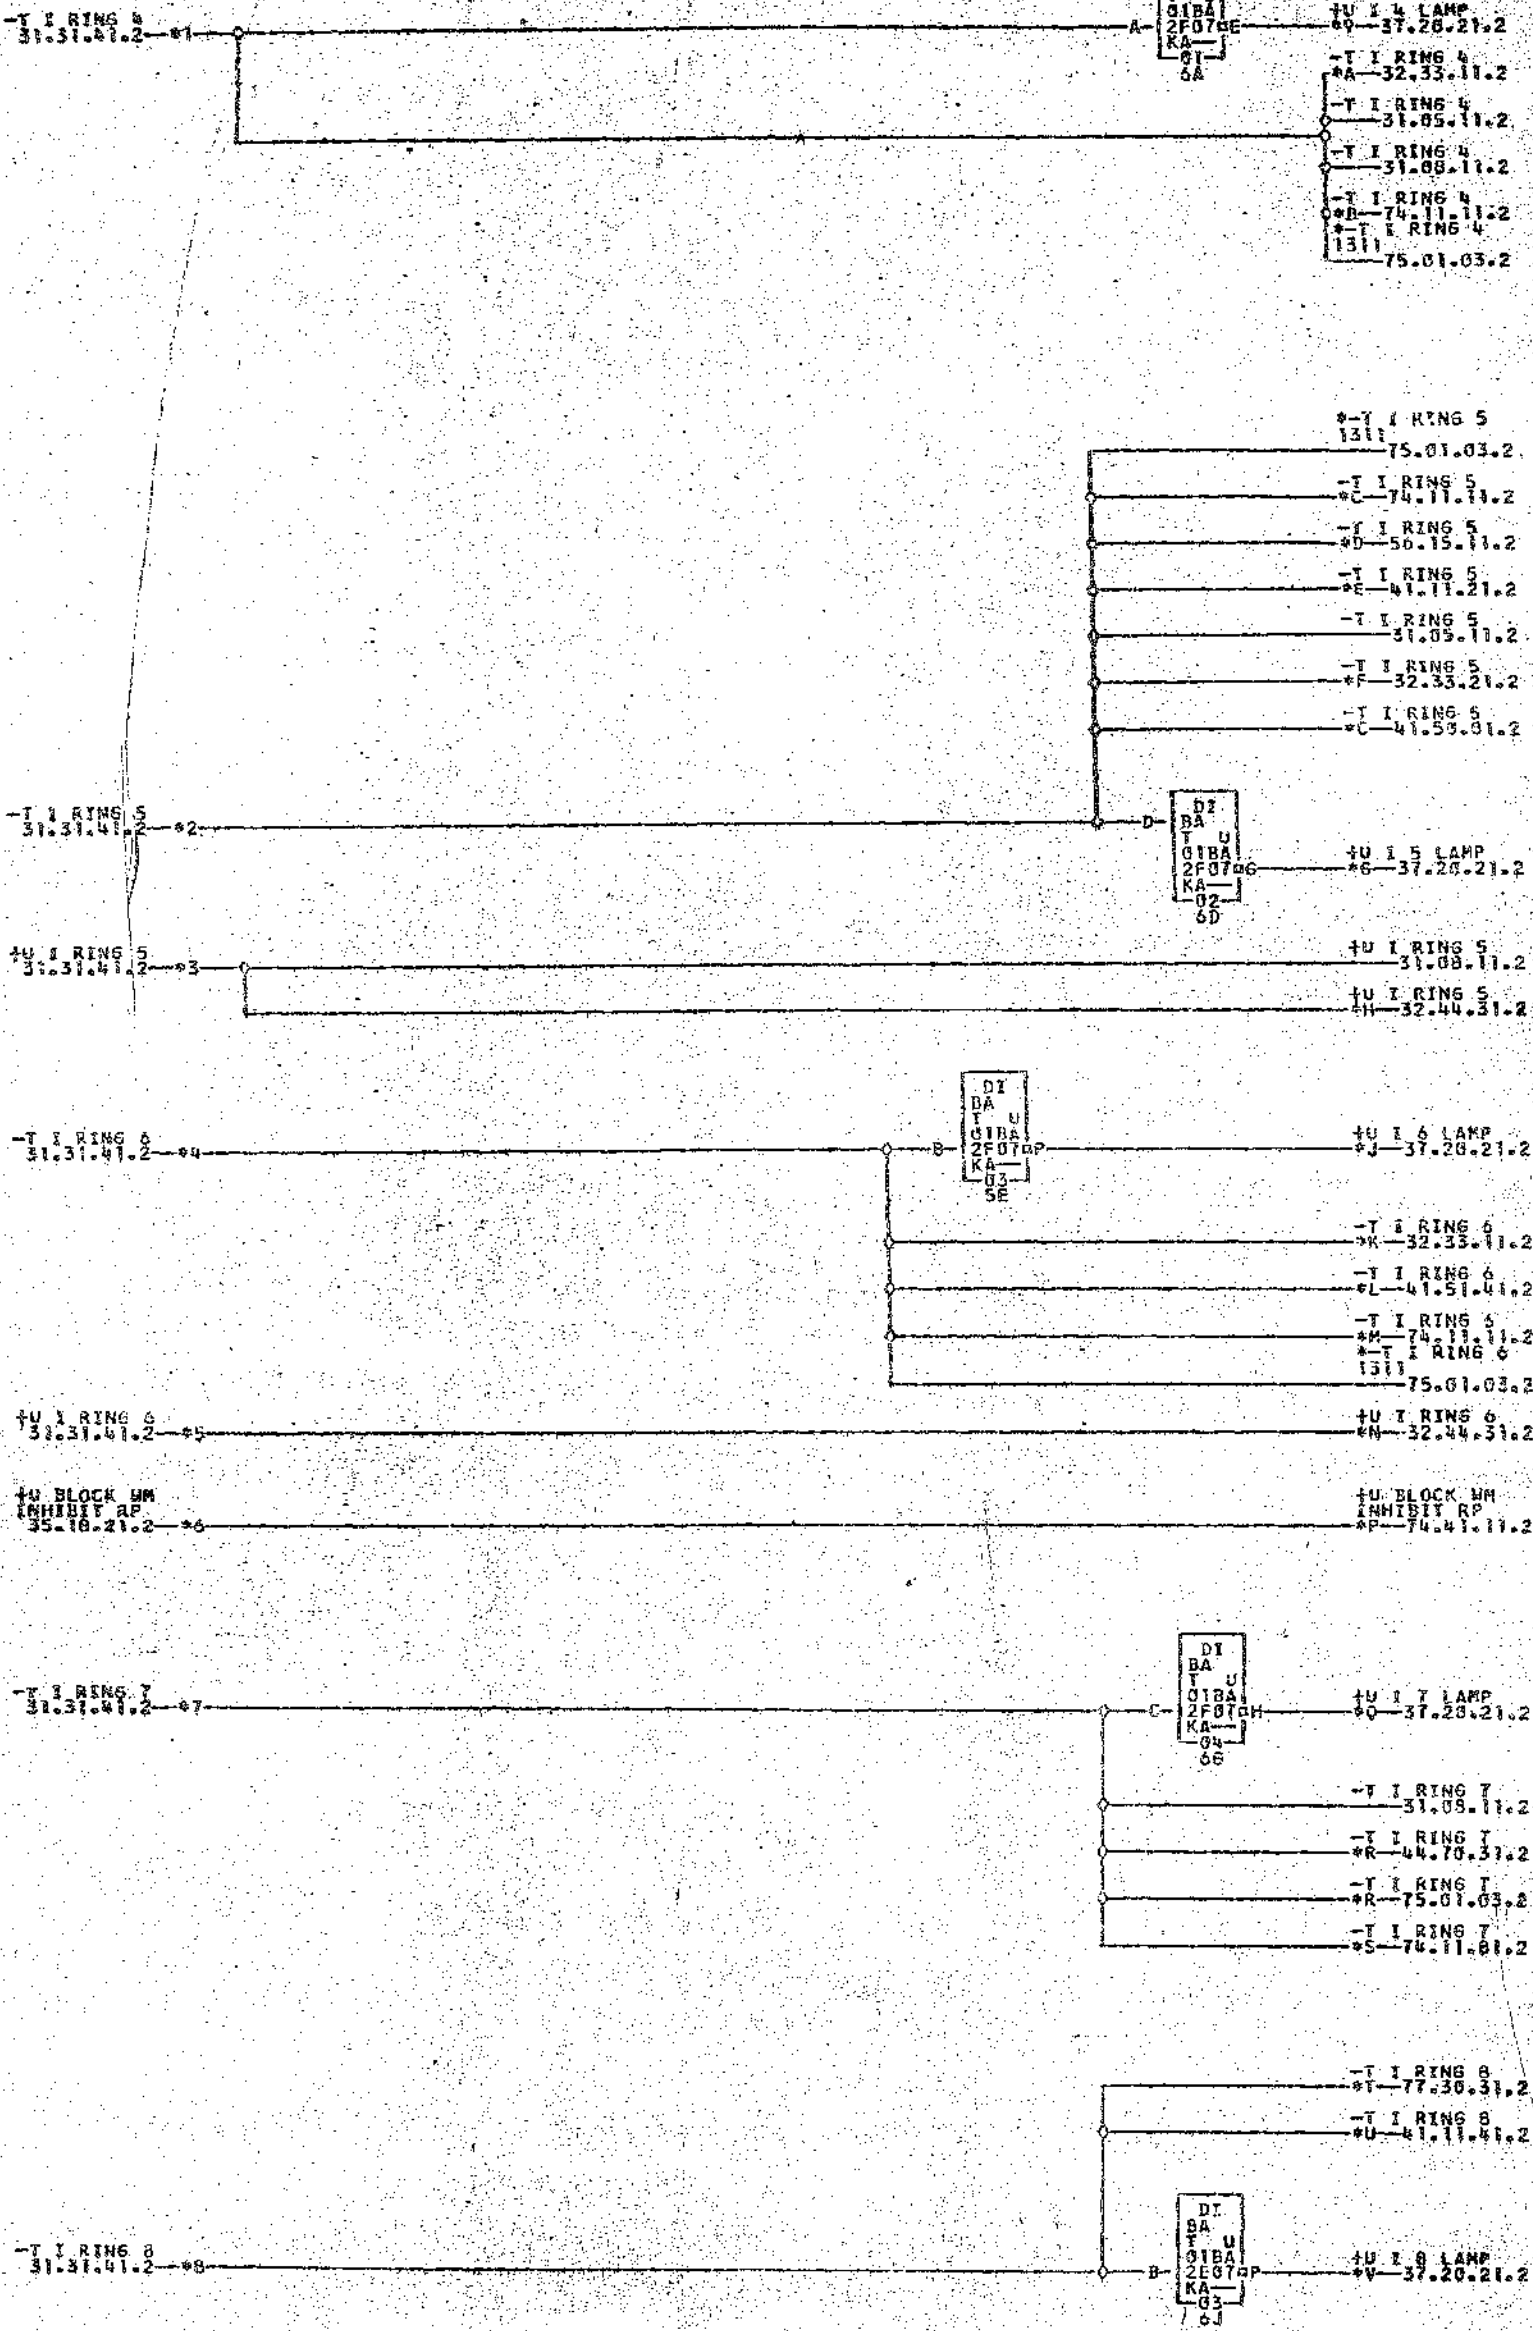 -T I RING 4
31.31.41.2 *1
A
01BA
2F07 E
KA
01
6A
+U I 4 LAMP
37.20.21.2
-T I RING 4
*A 32.33.11.2
-T I RING 4
31.05.11.2
-T I RING 4
31.08.11.2
-T I RING 4
*B 74.11.11.2
*-T I RING 4
1311
75.01.03.2
*-T I RING 5
1311
75.01.03.2
-T I RING 5
*C 74.11.11.2
-T I RING 5
*D 56.15.11.2
-T I RING 5
*E 41.11.21.2
-T I RING 5
31.05.11.2
-T I RING 5
*F 32.33.21.2
-T I RING 5
*C 41.50.01.2
-T I RING 5
31.31.41.2 *2
D
DI
BA
T U
01BA
2F07 G
KA
02
6D
+U I 5 LAMP
*G 37.20.21.2
+U I RING 5
31.31.41.2 *3
+U I RING 5
31.08.11.2
+U I RING 5
*H 32.44.31.2
-T I RING 6
31.31.41.2 *4
B
DI
BA
T U
01BA
2F07 P
KA
03
5E
+U I 6 LAMP
*J 37.20.21.2
-T I RING 6
*K 32.33.11.2
-T I RING 6
*L 41.51.41.2
-T I RING 6
*M 74.11.11.2
*-T I RING 6
1311
75.01.03.2
+U I RING 6
31.31.41.2 *5
+U I RING 6
*N 32.44.31.2
+U BLOCK WM
INHIBIT RP
35.10.21.2 *6
+U BLOCK WM
INHIBIT RP
*P 74.41.11.2
-T I RING 7
31.31.41.2 *7
C
DI
BA
T U
01BA
2F07 H
KA
04
6G
+U I 7 LAMP
*Q 37.20.21.2
-T I RING 7
31.08.11.2
-T I RING 7
*R 44.70.31.2
-T I RING 7
*R 75.01.03.2
-T I RING 7
*S 74.11.81.2
-T I RING 8
*T 77.30.31.2
-T I RING 8
*U 41.11.41.2
-T I RING 8
31.31.41.2 *8
B
DI
BA
T U
01BA
2E07 P
KA
03
6J
+U I 8 LAMP
*V 37.20.21.2